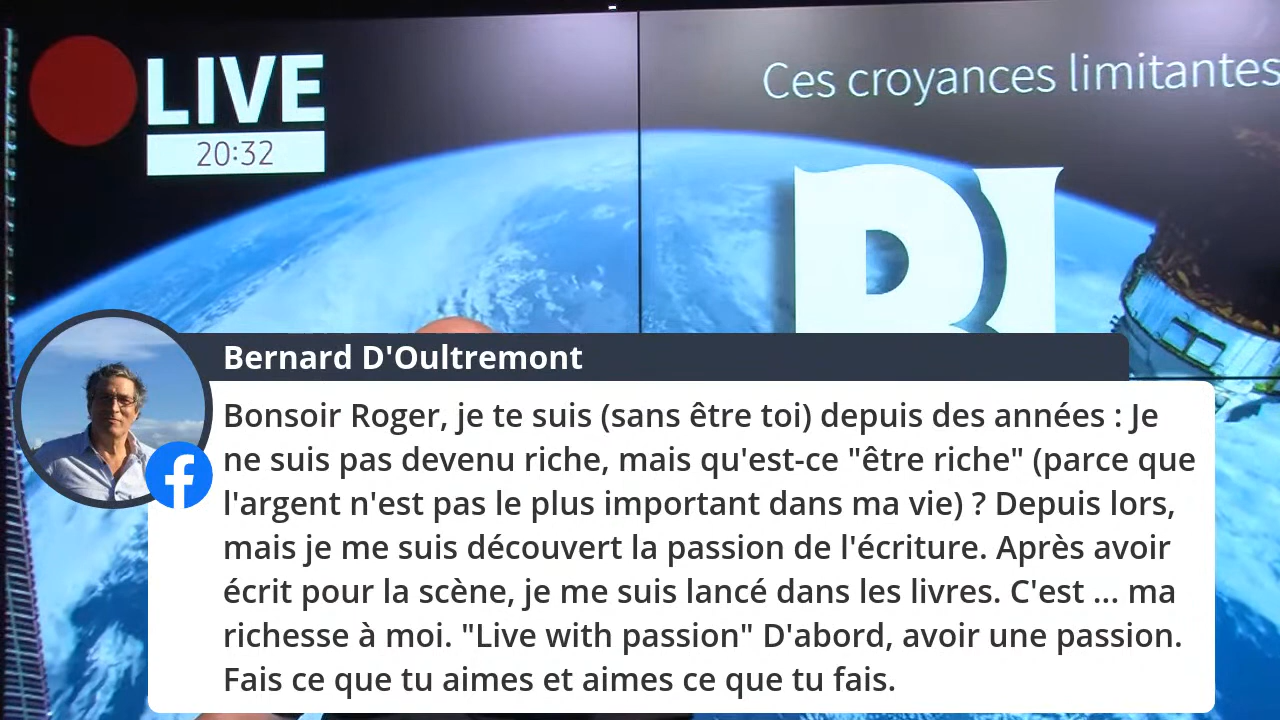 LIVE
20:32
Ces croyances limitantes
Bernard D'Oultremont
Bonsoir Roger, je te suis (sans être toi) depuis des années : Je
ne suis pas devenu riche, mais qu'est-ce "être riche" (parce que
l'argent n'est pas le plus important dans ma vie) ? Depuis lors,
mais je me suis découvert la passion de l'écriture. Après avoir
écrit pour la scène, je me suis lancé dans les livres. C'est ... ma
richesse à moi. "Live with passion" D'abord, avoir une passion.
Fais ce que tu aimes et aimes ce que tu fais.